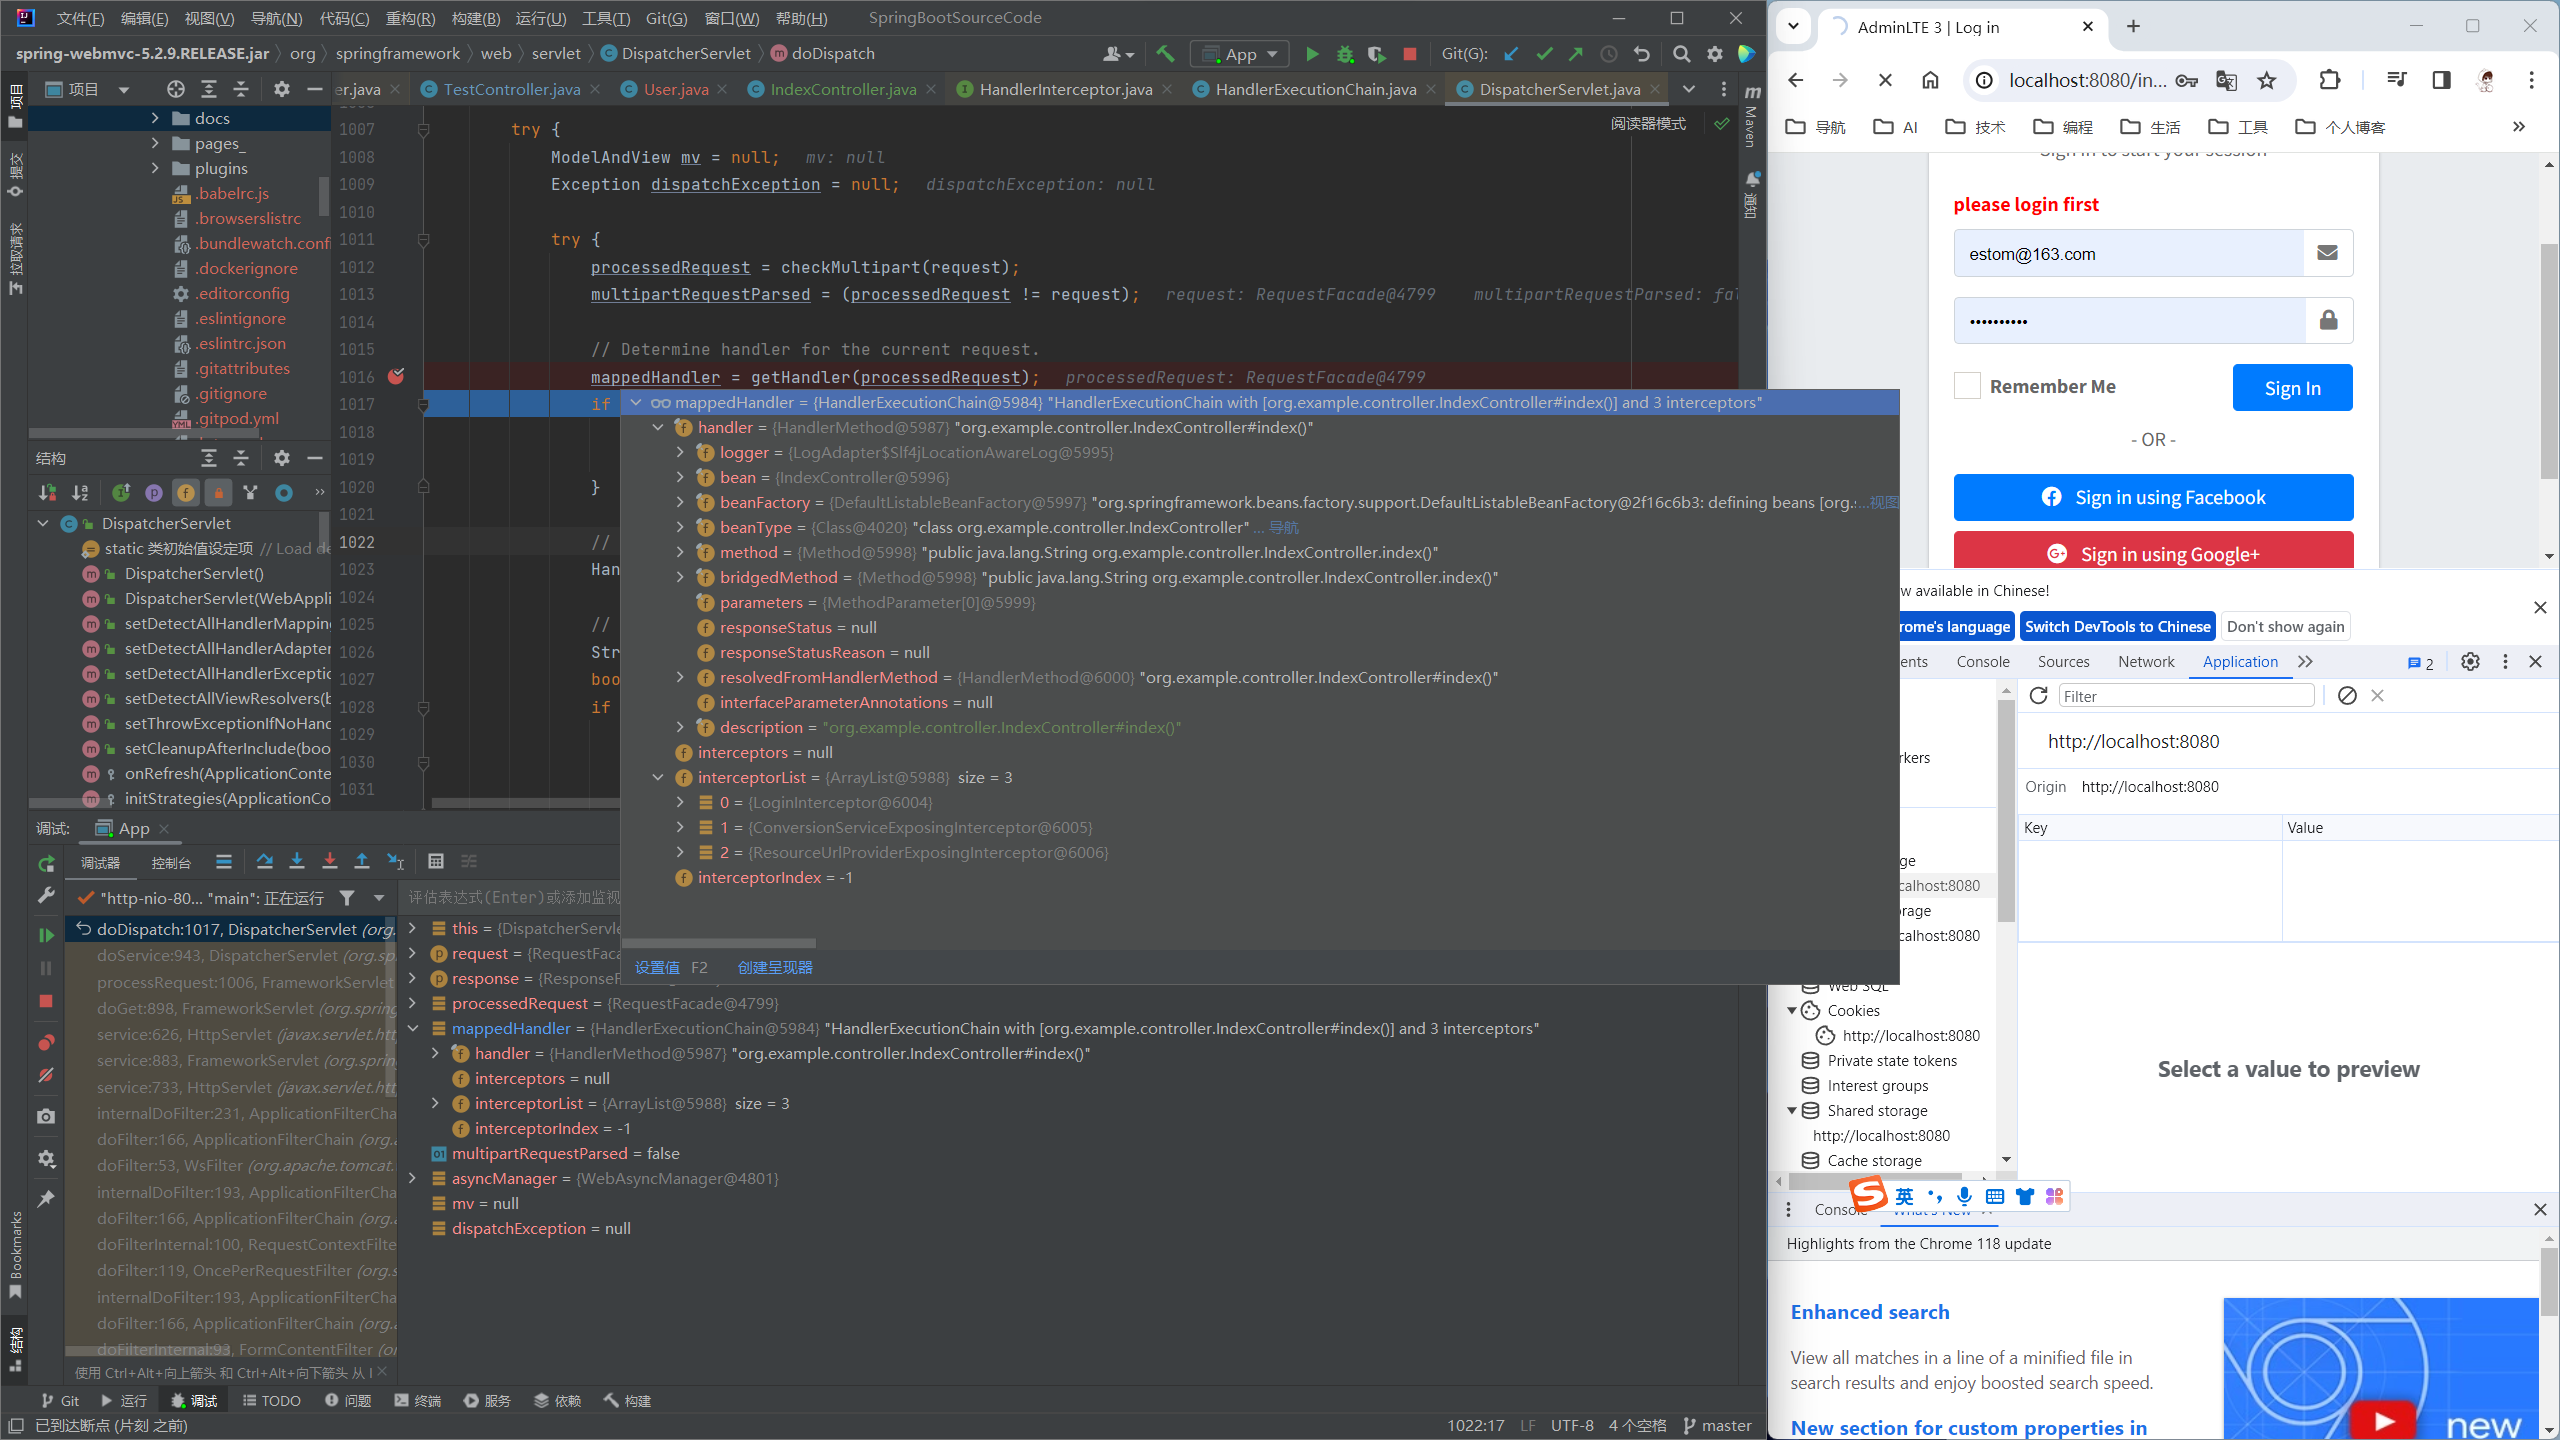 文件(F) 编辑(E) 视图(V) 导航(N) 代码(C) 重构(R) 构建(B) 运行(U) 工具(T) Git(G) 窗口(W) 帮助(H) SpringBootSourceCode
spring-webmvc-5.2.9.RELEASE.jar org springframework web servlet DispatcherServlet doDispatch
App Git(G):
项目
er.java TestController.java User.java IndexController.java HandlerInterceptor.java HandlerExecutionChain.java DispatcherServlet.java
项目
提交
拉取请求
Bookmarks
结构
Maven
通知
docs
pages_
plugins
.babelrc.js
.browserslistrc
.bundlewatch.confi
.dockerignore
.editorconfig
.eslintignore
.eslintrc.json
.gitattributes
.gitignore
.gitpod.yml
阅读器模式
1007 try {
1008 ModelAndView mv = null; mv: null
1009 Exception dispatchException = null; dispatchException: null
1010
1011 try {
1012 processedRequest = checkMultipart(request);
1013 multipartRequestParsed = (processedRequest != request); request: RequestFacade@4799 multipartRequestParsed: fal
1014
1015 // Determine handler for the current request.
1016 mappedHandler = getHandler(processedRequest); processedRequest: RequestFacade@4799
1017 if
1018
1019
1020 }
1021
1022 //
1023 Han
1024
1025 //
1026 Str
1027 boo
1028 if
1029
1030
1031
mappedHandler = {HandlerExecutionChain@5984} "HandlerExecutionChain with [org.example.controller.IndexController#index()] and 3 interceptors"
handler = {HandlerMethod@5987} "org.example.controller.IndexController#index()"
logger = {LogAdapter$Slf4jLocationAwareLog@5995}
bean = {IndexController@5996}
beanFactory = {DefaultListableBeanFactory@5997} "org.springframework.beans.factory.support.DefaultListableBeanFactory@2f16c6b3: defining beans [org.s... 视图
beanType = {Class@4020} "class org.example.controller.IndexController" ... 导航
method = {Method@5998} "public java.lang.String org.example.controller.IndexController.index()"
bridgedMethod = {Method@5998} "public java.lang.String org.example.controller.IndexController.index()"
parameters = {MethodParameter[0]@5999}
responseStatus = null
responseStatusReason = null
resolvedFromHandlerMethod = {HandlerMethod@6000} "org.example.controller.IndexController#index()"
interfaceParameterAnnotations = null
description = "org.example.controller.IndexController#index()"
interceptors = null
interceptorList = {ArrayList@5988} size = 3
0 = {LoginInterceptor@6004}
1 = {ConversionServiceExposingInterceptor@6005}
2 = {ResourceUrlProviderExposingInterceptor@6006}
interceptorIndex = -1
设置值 F2 创建呈现器
结构
DispatcherServlet
static 类初始值设定项 // Load de
DispatcherServlet()
DispatcherServlet(WebAppli
setDetectAllHandlerMapping
setDetectAllHandlerAdapter
setDetectAllHandlerExceptio
setDetectAllViewResolvers(b
setThrowExceptionIfNoHand
setCleanupAfterInclude(boo
onRefresh(ApplicationConte
initStrategies(ApplicationCo
调试: App
调试器 控制台
"http-nio-80... "main": 正在运行
评估表达式(Enter)或添加监视
doDispatch:1017, DispatcherServlet (org.
doService:943, DispatcherServlet (org.sp
processRequest:1006, FrameworkServlet
doGet:898, FrameworkServlet (org.spring
service:626, HttpServlet (javax.servlet.htt
service:883, FrameworkServlet (org.sprin
service:733, HttpServlet (javax.servlet.htt
internalDoFilter:231, ApplicationFilterCha
doFilter:166, ApplicationFilterChain (org.a
doFilter:53, WsFilter (org.apache.tomcat.
internalDoFilter:193, ApplicationFilterCha
doFilter:166, ApplicationFilterChain (org.a
doFilterInternal:100, RequestContextFilte
doFilter:119, OncePerRequestFilter (org.s
internalDoFilter:193, ApplicationFilterCha
doFilter:166, ApplicationFilterChain (org.a
doFilterInternal:93, FormContentFilter (or
使用 Ctrl+Alt+向上箭头 和 Ctrl+Alt+向下箭头 从 I
this = {DispatcherServle
request = {RequestFaca
response = {ResponseF
processedRequest = {RequestFacade@4799}
mappedHandler = {HandlerExecutionChain@5984} "HandlerExecutionChain with [org.example.controller.IndexController#index()] and 3 interceptors"
handler = {HandlerMethod@5987} "org.example.controller.IndexController#index()"
interceptors = null
interceptorList = {ArrayList@5988} size = 3
interceptorIndex = -1
multipartRequestParsed = false
asyncManager = {WebAsyncManager@4801}
mv = null
dispatchException = null
Git 运行 调试 TODO 问题 终端 服务 依赖 构建
已到达断点 (片刻 之前)
1022:17 LF UTF-8 4 个空格 master
AdminLTE 3 | Log in
localhost:8080/in...
导航 AI 技术 编程 生活 工具 个人博客
Sign in to start your session
please login first
estom@163.com
••••••••••
Remember Me
Sign In
- OR -
Sign in using Facebook
Sign in using Google+
w available in Chinese!
rome's language Switch DevTools to Chinese Don't show again
ents Console Sources Network Application 2
Filter
http://localhost:8080
Origin http://localhost:8080
Key Value
Select a value to preview
rkers
ge
calhost:8080
rage
calhost:8080
Web SQL
Cookies
http://localhost:8080
Private state tokens
Interest groups
Shared storage
http://localhost:8080
Cache storage
英
Console What's New
Highlights from the Chrome 118 update
Enhanced search
View all matches in a line of a minified file in
search results and enjoy boosted search speed.
New section for custom properties in
new